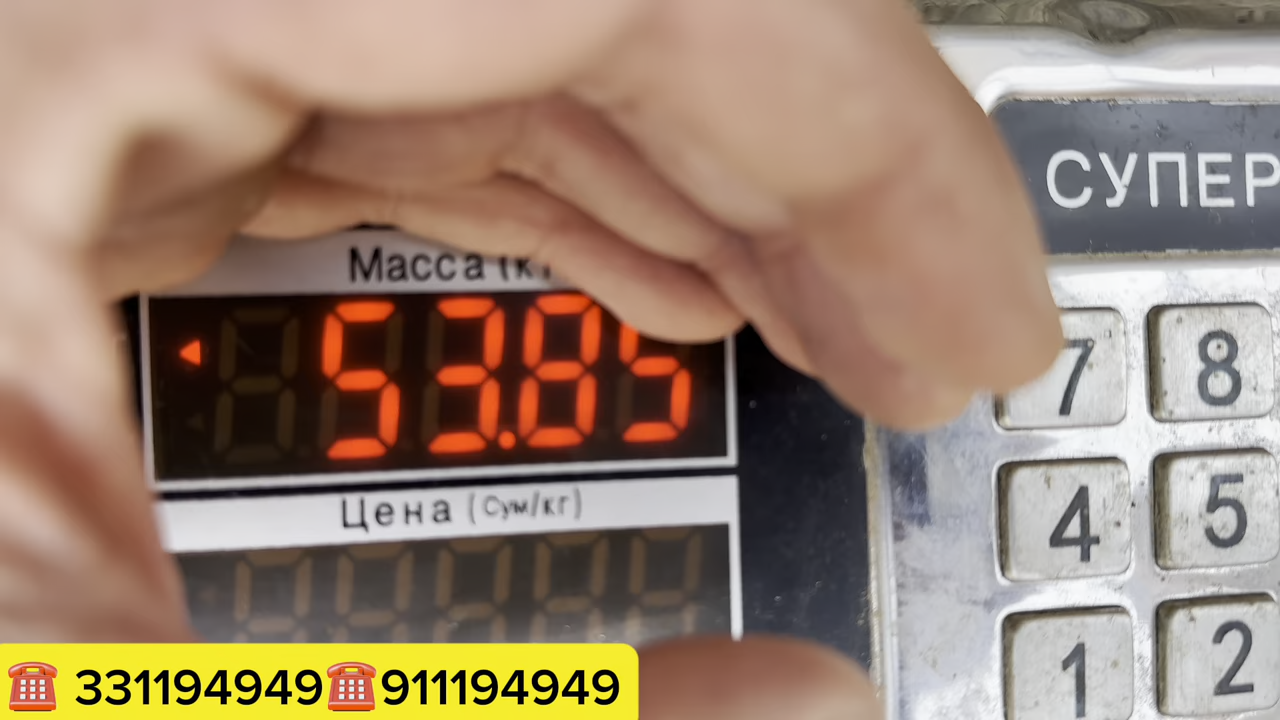 СУПЕР
Масса (к
53.85
Цена (Сум/кг)
7 8
4 5
1 2
☎️ 331194949☎️911194949